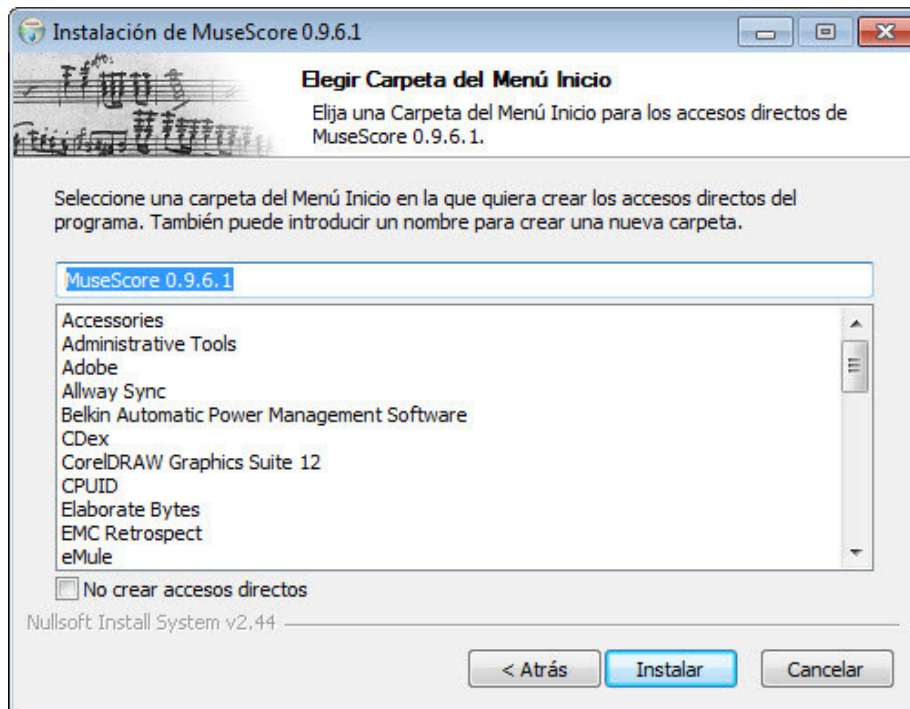 Instalación de MuseScore 0.9.6.1
Elegir Carpeta del Menú Inicio
Elija una Carpeta del Menú Inicio para los accesos directos de
MuseScore 0.9.6.1.
Seleccione una carpeta del Menú Inicio en la que quiera crear los accesos directos del
programa. También puede introducir un nombre para crear una nueva carpeta.
MuseScore 0.9.6.1
Accessories
Administrative Tools
Adobe
Allway Sync
Belkin Automatic Power Management Software
CDex
CorelDRAW Graphics Suite 12
CPUID
Elaborate Bytes
EMC Retrospect
eMule
No crear accesos directos
Nullsoft Install System v2.44
< Atrás
Instalar
Cancelar